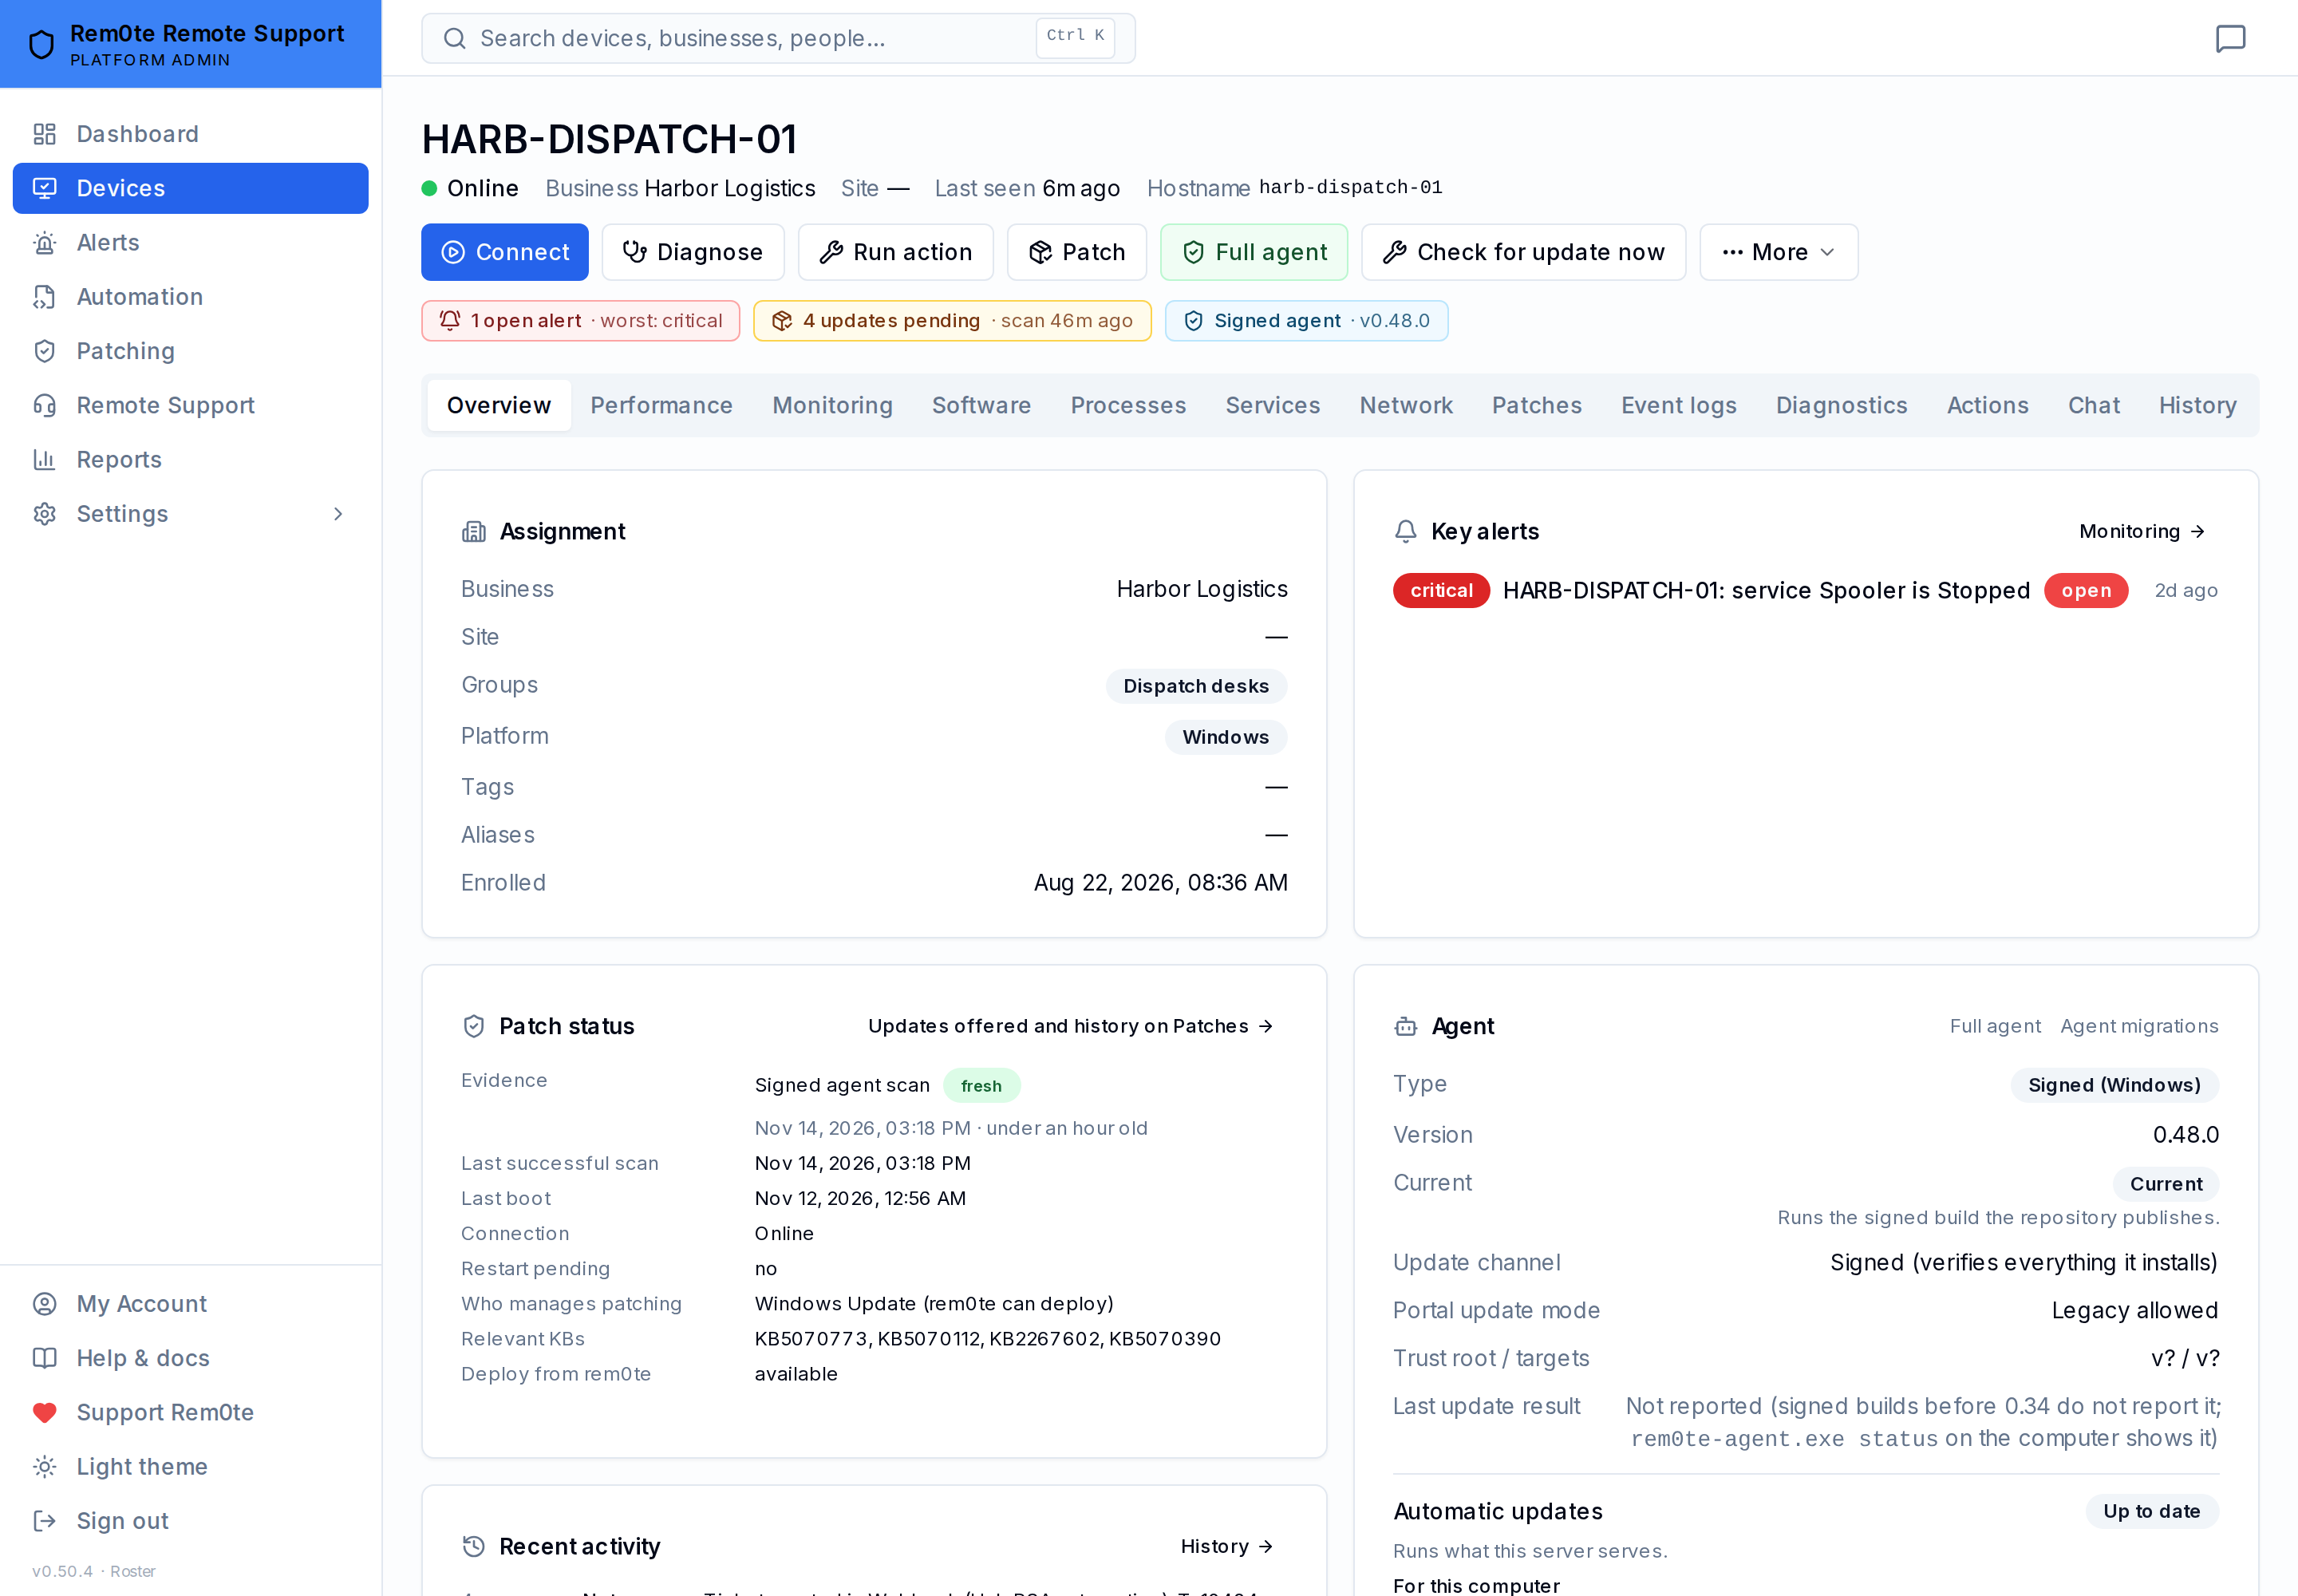 Rem0te Remote Support
PLATFORM ADMIN
Search devices, businesses, people...
Ctrl K
Dashboard
Devices
Alerts
Automation
Patching
Remote Support
Reports
Settings
My Account
Help & docs
Support Rem0te
Light theme
Sign out
v0.50.4 · Roster
HARB-DISPATCH-01
Online Business Harbor Logistics Site — Last seen 6m ago Hostname harb-dispatch-01
Connect Diagnose Run action Patch Full agent Check for update now More
1 open alert · worst: critical 4 updates pending · scan 46m ago Signed agent · v0.48.0
Overview Performance Monitoring Software Processes Services Network Patches Event logs Diagnostics Actions Chat History
Assignment
Business Harbor Logistics
Site —
Groups Dispatch desks
Platform Windows
Tags —
Aliases —
Enrolled Aug 22, 2026, 08:36 AM
Key alerts Monitoring →
critical HARB-DISPATCH-01: service Spooler is Stopped open 2d ago
Patch status Updates offered and history on Patches →
Evidence Signed agent scan fresh
Nov 14, 2026, 03:18 PM · under an hour old
Last successful scan Nov 14, 2026, 03:18 PM
Last boot Nov 12, 2026, 12:56 AM
Connection Online
Restart pending no
Who manages patching Windows Update (rem0te can deploy)
Relevant KBs KB5070773, KB5070112, KB2267602, KB5070390
Deploy from rem0te available
Agent Full agent Agent migrations
Type Signed (Windows)
Version 0.48.0
Current Current
Runs the signed build the repository publishes.
Update channel Signed (verifies everything it installs)
Portal update mode Legacy allowed
Trust root / targets v? / v?
Last update result Not reported (signed builds before 0.34 do not report it;
rem0te-agent.exe status on the computer shows it)
Automatic updates Up to date
Runs what this server serves.
For this computer
Recent activity History →